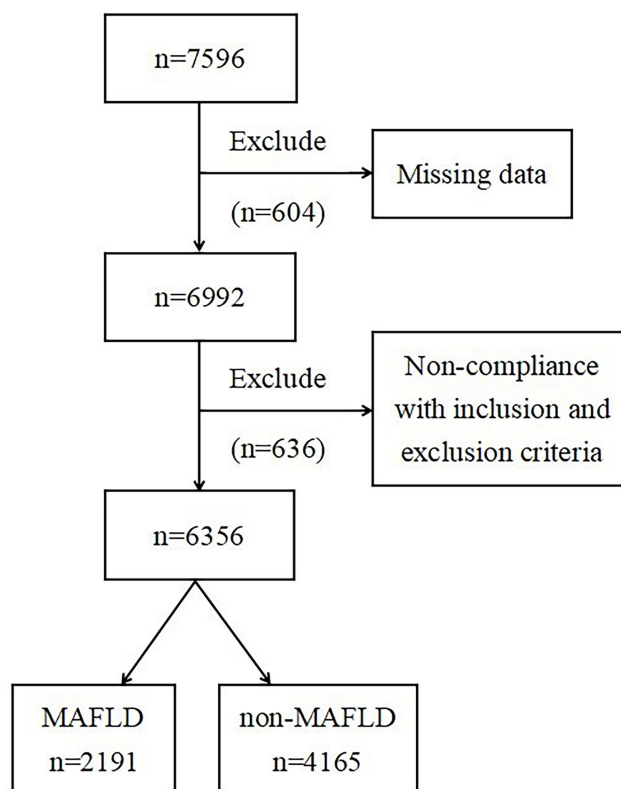 n=7596
Exclude
Missing data
(n=604)
n=6992
Exclude
Non-compliance
with inclusion and
exclusion criteria
(n=636)
n=6356
MAFLD
n=2191
non-MAFLD
n=4165